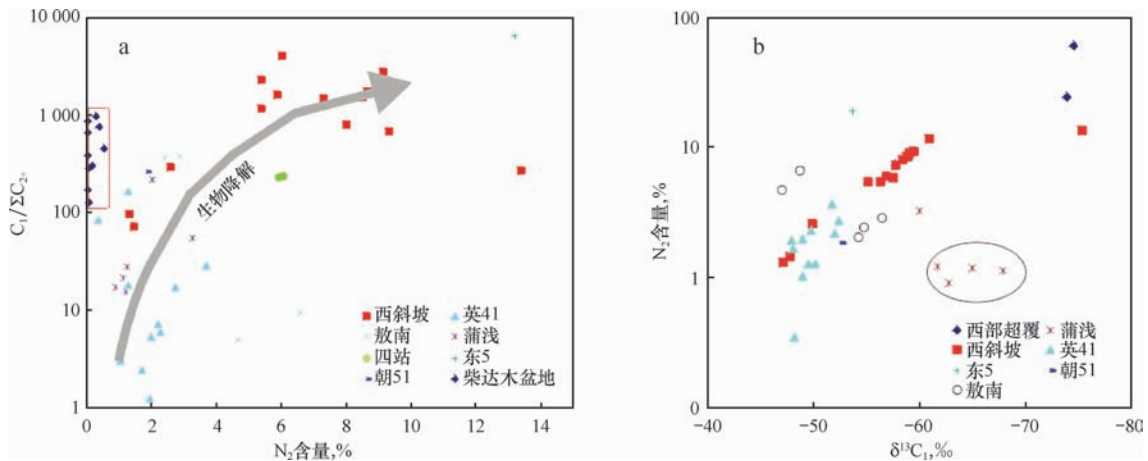 a
10 000
1 000
100
10
1
C₁/ΣC₂₊
0 2 4 6 8 10 12 14
N₂含量,%
生物降解
西斜坡 英41
敖南 蒲浅
四站 东5
朝51 柴达木盆地
b
100
10
1
0
N₂含量,%
-40 -50 -60 -70 -80
δ¹³C₁,‰
西部超覆 蒲浅
西斜坡 英41
东5 朝51
敖南